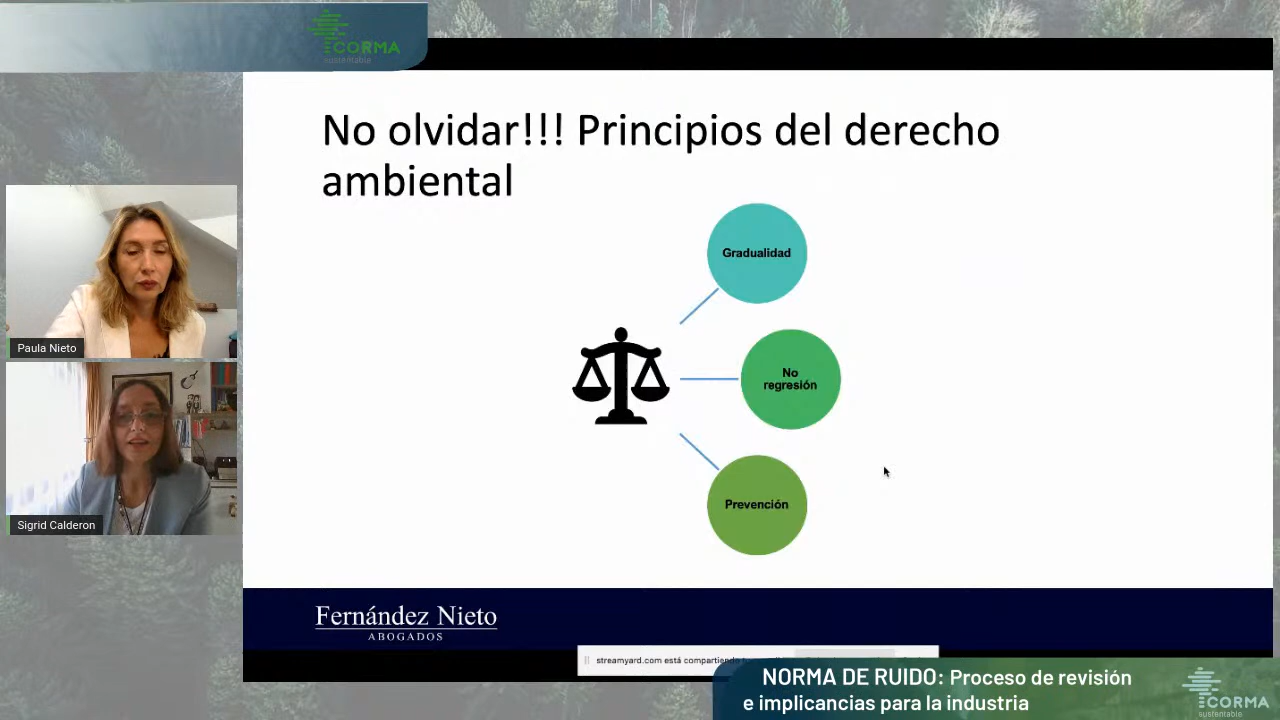 CORMA
sustentable
No olvidar!!! Principios del derecho
ambiental
Gradualidad
No
regresión
Prevención
Paula Nieto
Sigrid Calderon
Fernández Nieto
ABOGADOS
streamyard.com está compartiendo
NORMA DE RUIDO: Proceso de revisión
e implicancias para la industria
CORMA
sustentable